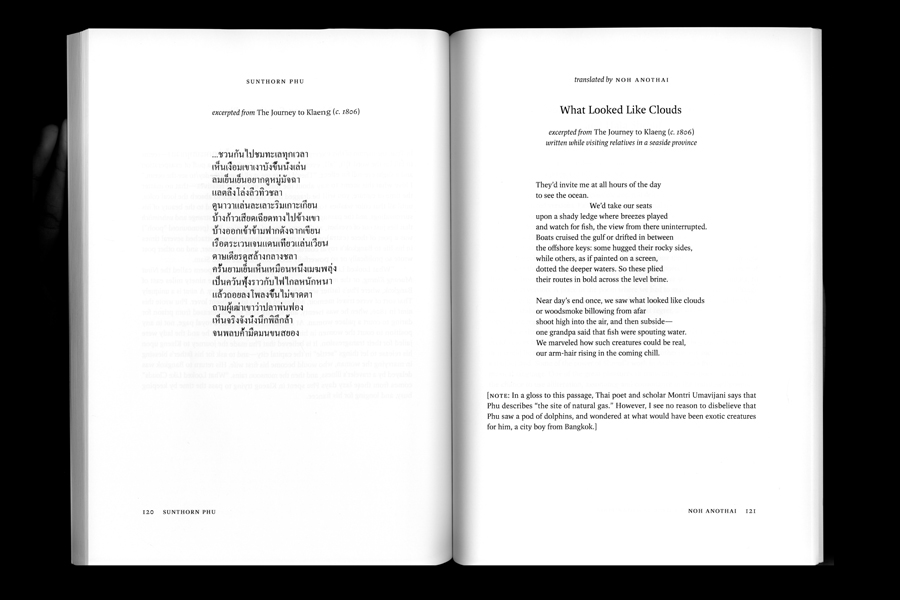 SUNTHORN PHU
excerpted from The Journey to Klaeng (c. 1806)
...ชวนกันไปชมทะเลทุกเวลา
เห็นเงือมเขาเงาบังขึ้นนั่งเล่น
ลมเย็นเย็นอยากดูหมู่มัจฉา
แลตลึงโล่งลิ่วทิวชลา
ดูนาวาแล่นละเลาะริมเกาะเกียน
บ้างก้าวเสียดเฉียดทางไปข้างเขา
บ้างออกเข้าข้ามฟากดังฉากเขียน
เรือตระเวนเจนแดนเที่ยวแล่นเวียน
ดาษเดียรดูสล้างกลางชลา
ครั้นยามเย็นเห็นเหมือนหนึ่งเมฆพลุ่ง
เป็นควันฟุ้งราวกับไฟไกลหนักหนา
แล้วถอยลงโพลงขึ้นไม่ขาดตา
ถามผู้เฒ่าเขาว่าปลาพ่นฟอง
เห็นจริงจังนั่งนึกพิลึกล้ำ
จนพลบค่ำมืดมนขนสยอง
120 SUNTHORN PHU
translated by NOH ANOTHAI
What Looked Like Clouds
excerpted from The Journey to Klaeng (c. 1806)
written while visiting relatives in a seaside province
They'd invite me at all hours of the day
to see the ocean.
We'd take our seats
upon a shady ledge where breezes played
and watch for fish, the view from there uninterrupted.
Boats cruised the gulf or drifted in between
the offshore keys: some hugged their rocky sides,
while others, as if painted on a screen,
dotted the deeper waters. So these plied
their routes in bold across the level brine.
Near day's end once, we saw what looked like clouds
or woodsmoke billowing from afar
shoot high into the air, and then subside—
one grandpa said that fish were spouting water.
We marveled how such creatures could be real,
our arm-hair rising in the coming chill.
[NOTE: In a gloss to this passage, Thai poet and scholar Montri Umavijani says that
Phu describes "the site of natural gas." However, I see no reason to disbelieve that
Phu saw a pod of dolphins, and wondered at what would have been exotic creatures
for him, a city boy from Bangkok.]
NOH ANOTHAI 121